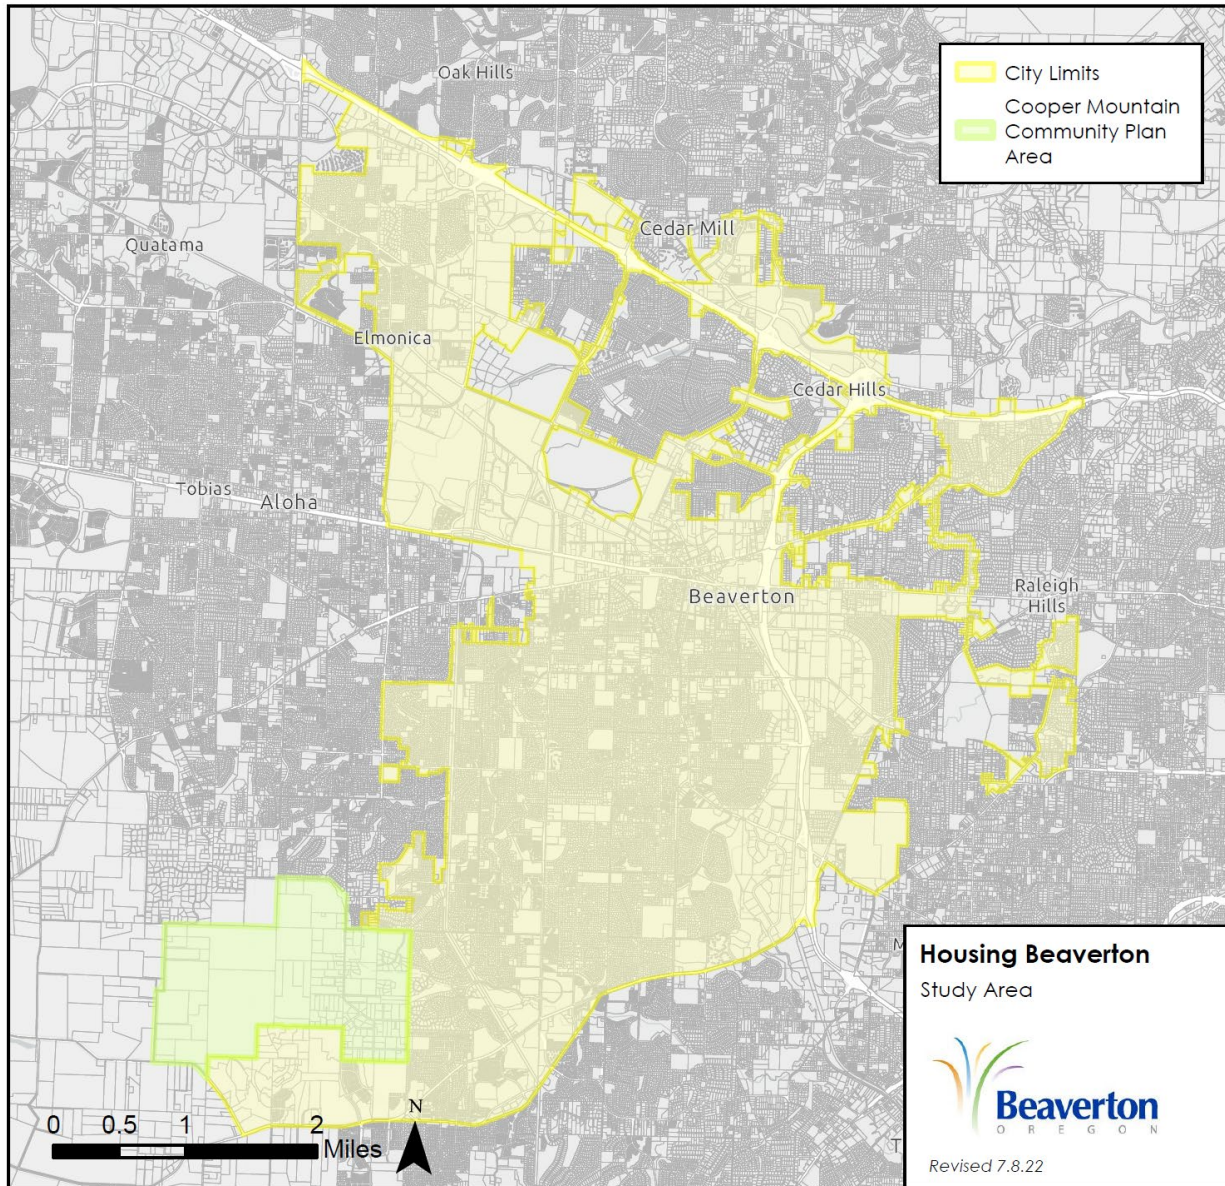 City Limits
Cooper Mountain
Community Plan
Area
Oak Hills
Cedar Mill
Quatama
Elmonica
Cedar Hills
Tobias
Aloha
Beaverton
Raleigh
Hills
Housing Beaverton
Study Area
Beaverton
OREGON
Revised 7.8.22
0 0.5 1 2
Miles
N